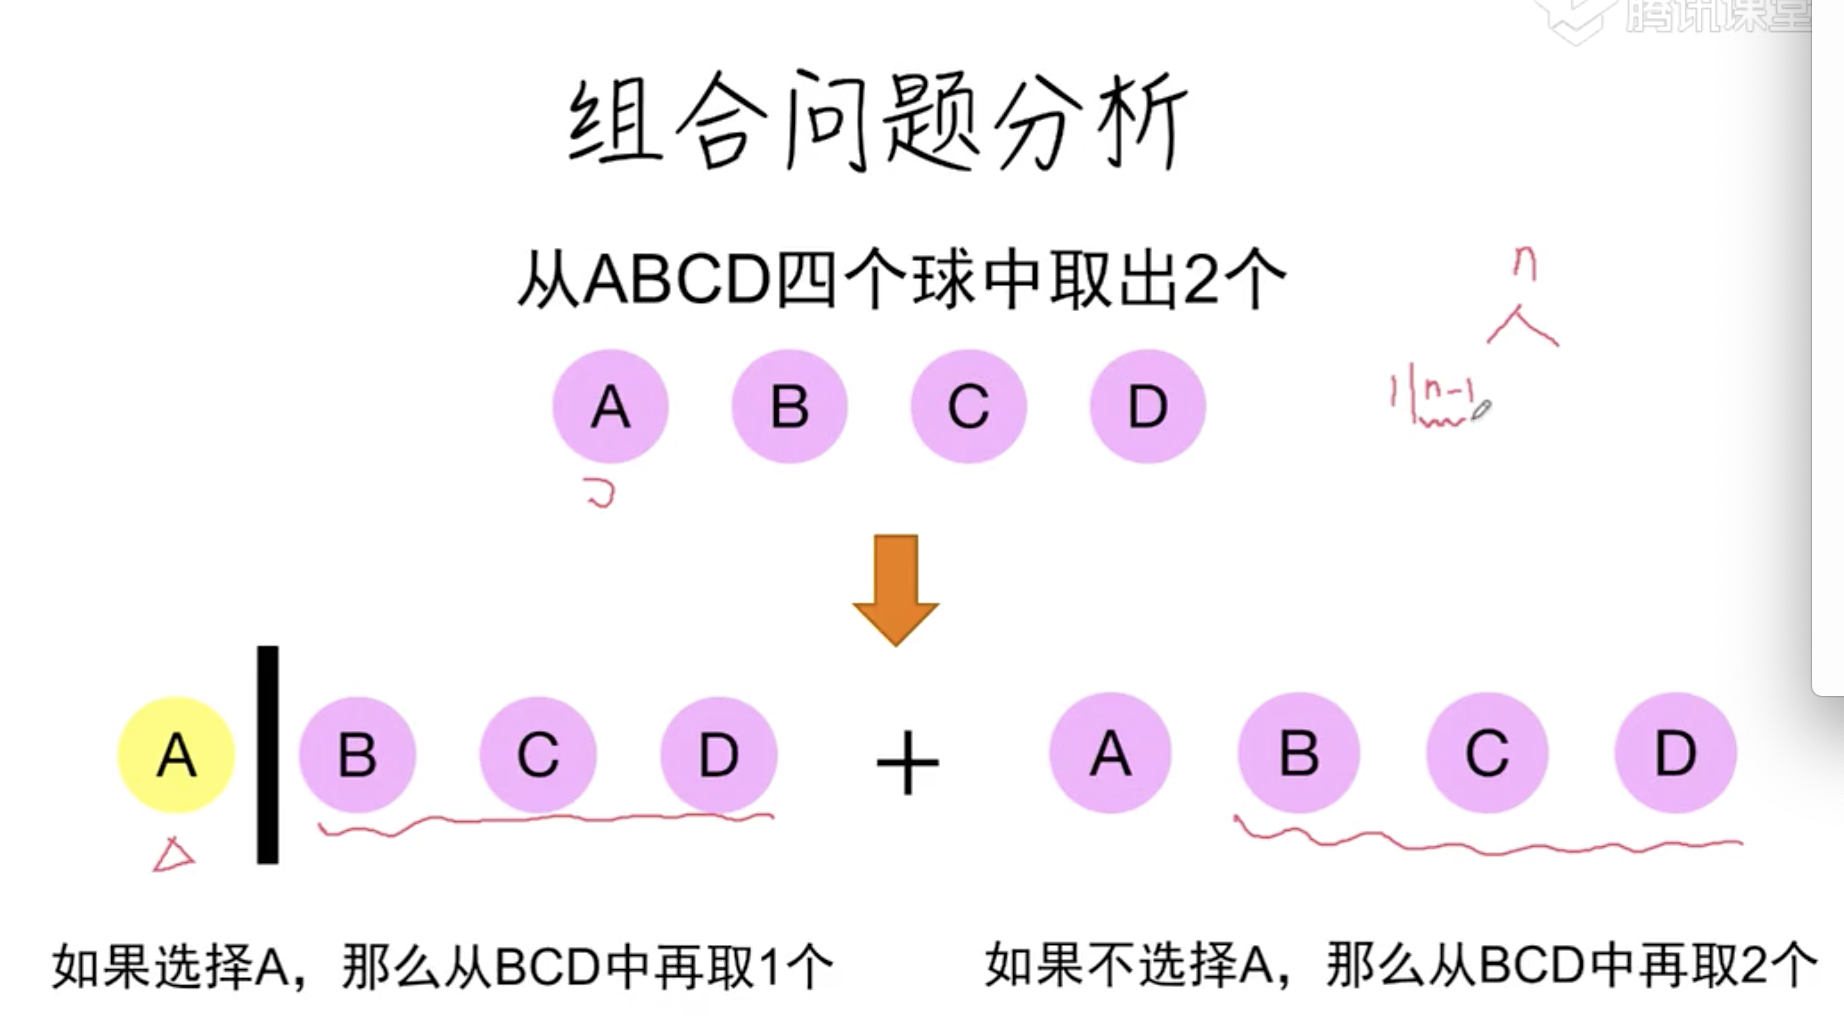 腾讯课堂
组合问题分析
从ABCD四个球中取出2个
n
A B C D
1 n-1
A B C D + A B C D
如果选择A，那么从BCD中再取1个
如果不选择A，那么从BCD中再取2个